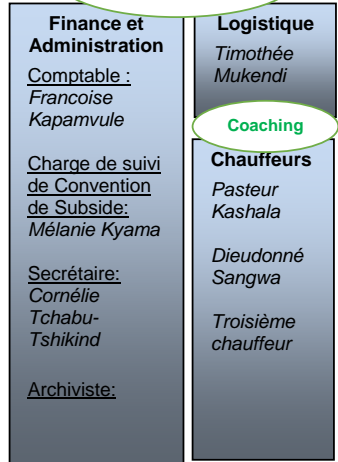 Finance et
Administration
Comptable :
Francoise
Kapamvule
Charge de suivi
de Convention
de Subside:
Mélanie Kyama
Secrétaire:
Cornélie
Tchabu-
Tshikind
Archiviste:
Logistique
Timothée
Mukendi
Coaching
Chauffeurs
Pasteur
Kashala
Dieudonné
Sangwa
Troisième
chauffeur